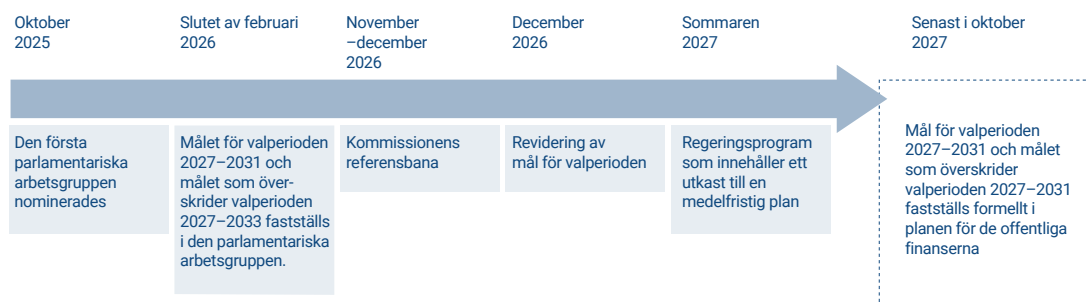 Oktober
2025
Slutet av februari
2026
November
–december
2026
December
2026
Sommaren
2027
Senast i oktober
2027
Den första
parlamentariska
arbetsgruppen
nominerades
Målet för valperioden
2027–2031 och
målet som över-
skrider valperioden
2027–2033 fastställs
i den parlamentariska
arbetsgruppen.
Kommissionens
referensbana
Revidering av
mål för valperioden
Regeringsprogram
som innehåller ett
utkast till en
medelfristig plan
Mål för valperioden
2027–2031 och målet
som överskrider
valperioden 2027–2031
fastställs formellt i
planen för de offentliga
finanserna